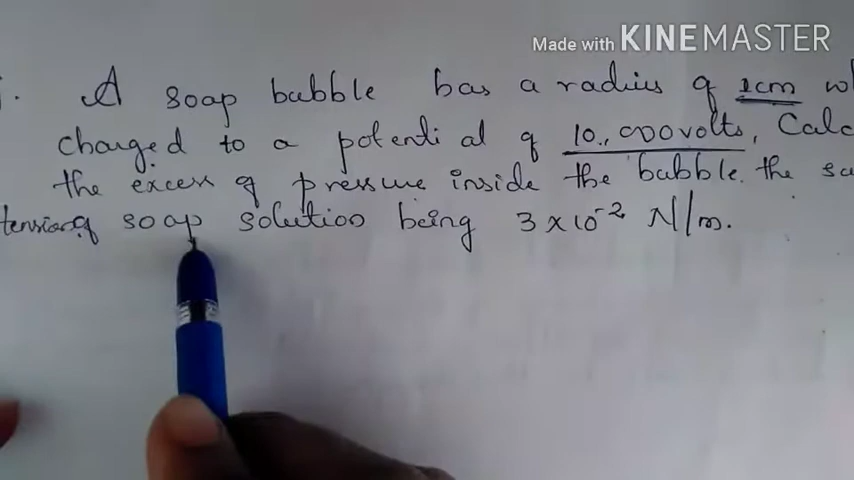 Made with KINEMASTER
A soap bubble has a radius of 1cm
charged to a potential of 10,000volts, Calc
the excess of pressure inside the bubble. the su
tension of soap solution being 3x10⁻² N/m.